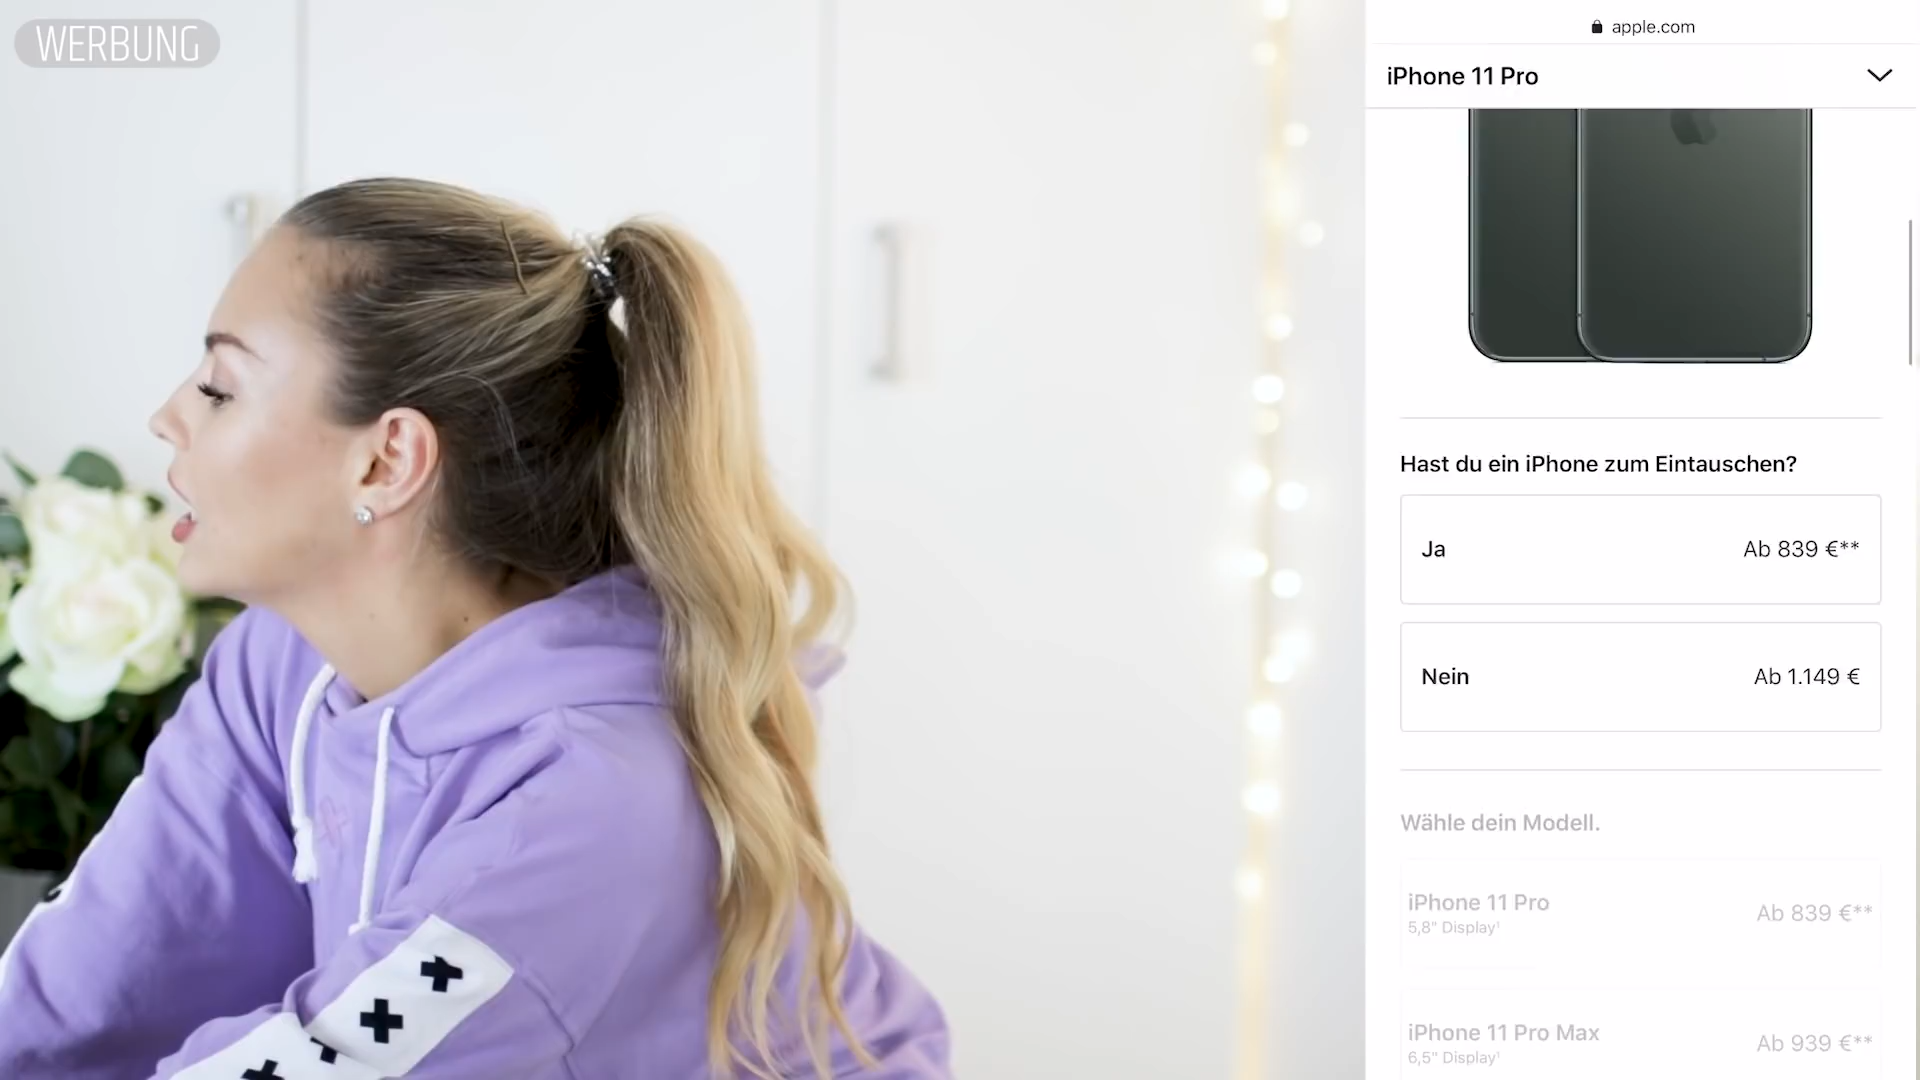 WERBUNG
apple.com
iPhone 11 Pro
Hast du ein iPhone zum Eintauschen?
Ja Ab 839 €**
Nein Ab 1.149 €
Wähle dein Modell.
iPhone 11 Pro
5,8" Display¹
Ab 839 €**
iPhone 11 Pro Max
6,5" Display¹
Ab 939 €**